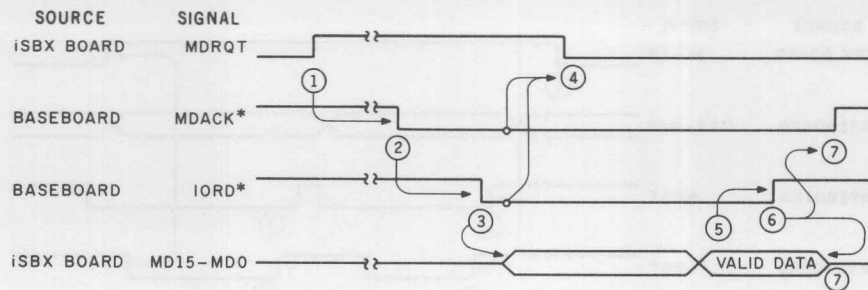 SOURCE SIGNAL
iSBX BOARD MDRQT
1
4
BASEBOARD MDACK*
2
7
BASEBOARD IORD*
3
5
6
iSBX BOARD MD15-MD0 VALID DATA
7